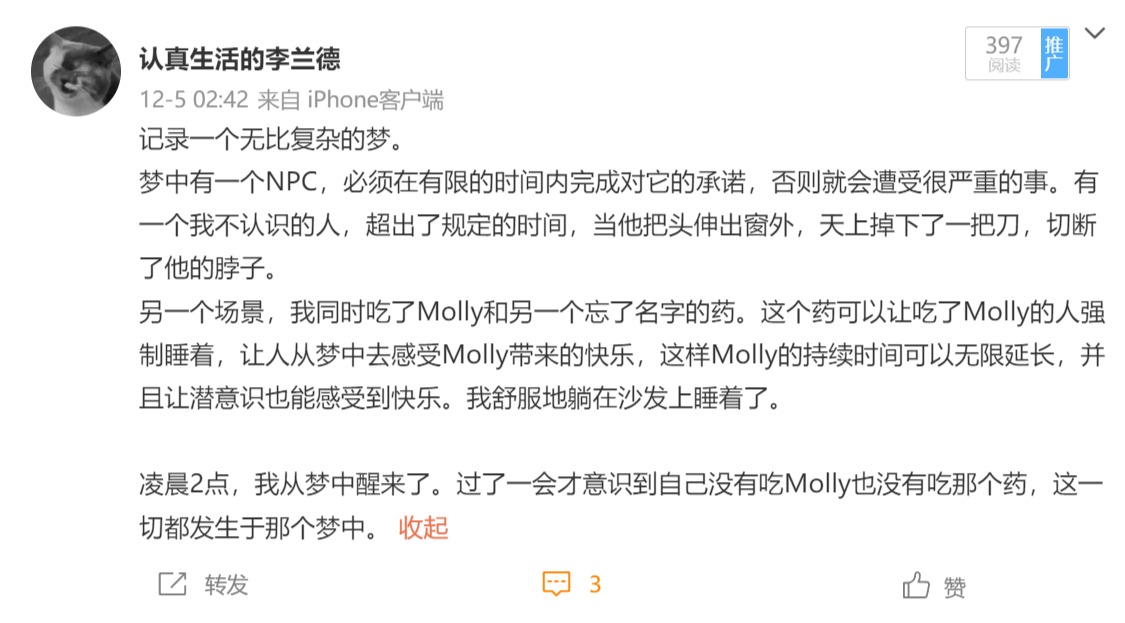 认真生活的李兰德
397
阅读
推广
12-5 02:42 来自 iPhone客户端
记录一个无比复杂的梦。
梦中有一个NPC，必须在有限的时间内完成对它的承诺，否则就会遭受很严重的事。有
一个我不认识的人，超出了规定的时间，当他把头伸出窗外，天上掉下了一把刀，切断
了他的脖子。
另一个场景，我同时吃了Molly和另一个忘了名字的药。这个药可以让吃了Molly的人强
制睡着，让人从梦中去感受Molly带来的快乐，这样Molly的持续时间可以无限延长，并
且让潜意识也能感受到快乐。我舒服地躺在沙发上睡着了。
凌晨2点，我从梦中醒来了。过了一会才意识到自己没有吃Molly也没有吃那个药，这一
切都发生于那个梦中。 收起
转发
3
赞